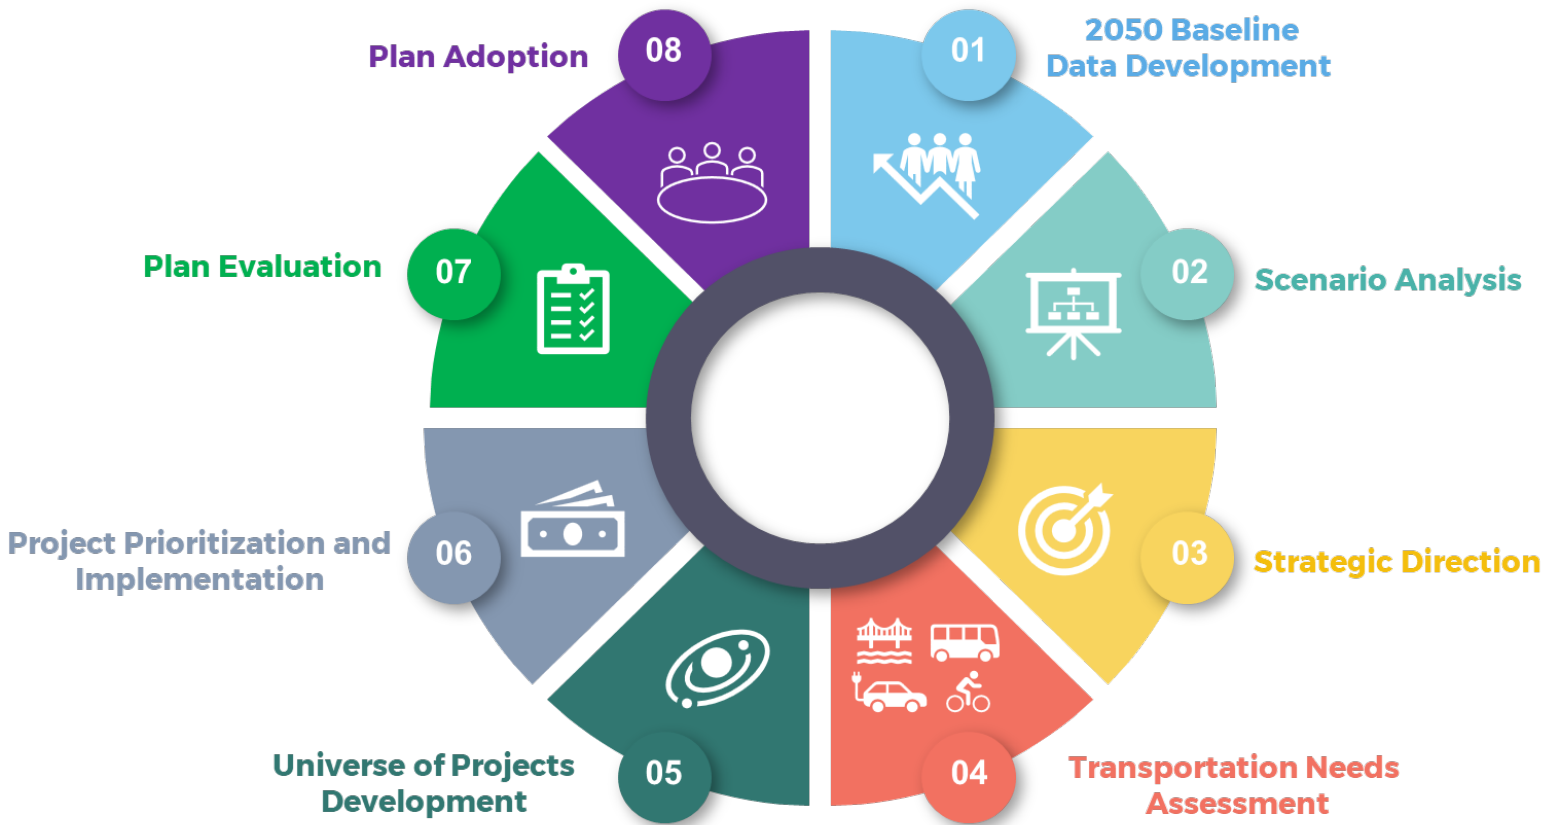 01
2050 Baseline
Data Development
02
Scenario Analysis
03
Strategic Direction
04
Transportation Needs
Assessment
05
Universe of Projects
Development
06
Project Prioritization and
Implementation
07
Plan Evaluation
08
Plan Adoption